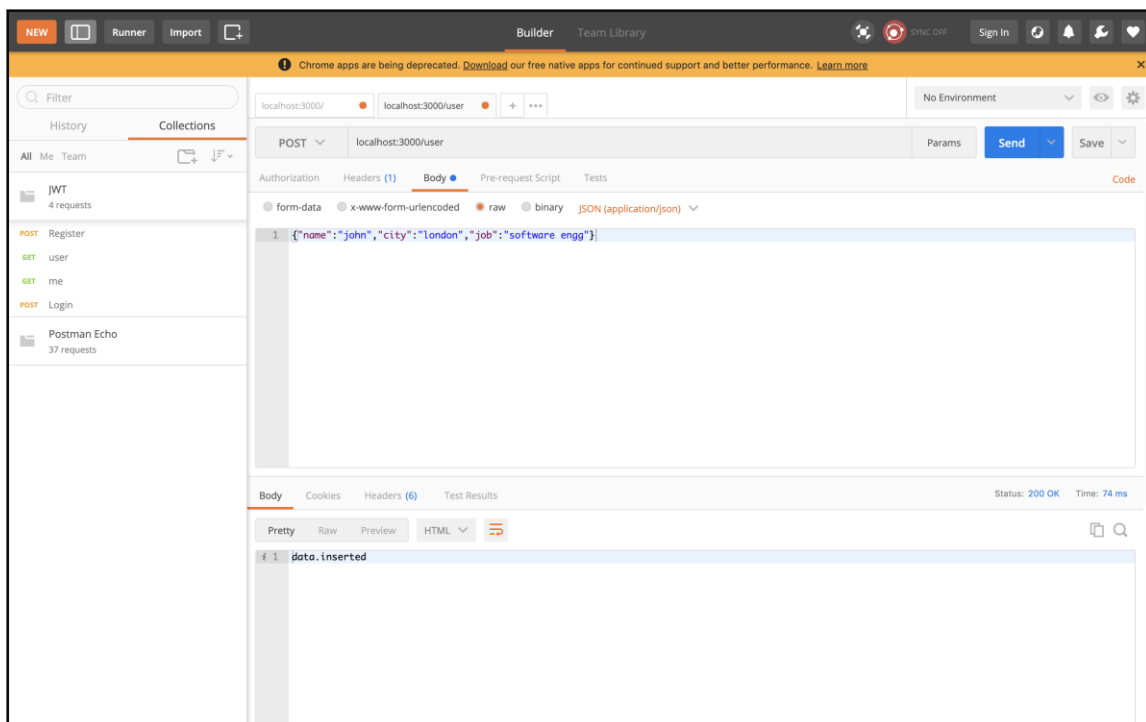 NEW Runner Import Builder Team Library SYNC OFF Sign In
Chrome apps are being deprecated. Download our free native apps for continued support and better performance. Learn more
Filter
History Collections
All Me Team
JWT
4 requests
POST Register
GET user
GET me
POST Login
Postman Echo
37 requests
localhost:3000/ localhost:3000/user + ••• No Environment
POST localhost:3000/user Params Send Save
Authorization Headers (1) Body Pre-request Script Tests Code
form-data x-www-form-urlencoded raw binary JSON (application/json)
1 {"name":"john","city":"london","job":"software engg"}
Body Cookies Headers (6) Test Results Status: 200 OK Time: 74 ms
Pretty Raw Preview HTML
i 1 data.inserted